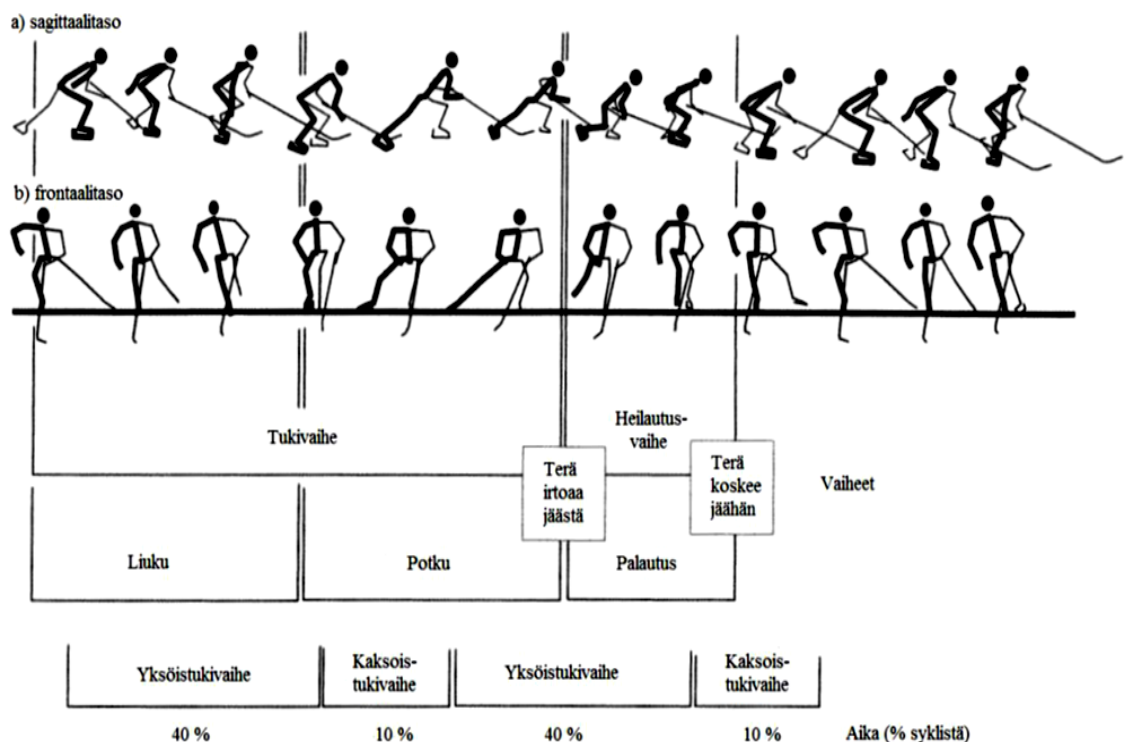 a) sagittaalitaso
b) frontaalitaso
Tukivaihe
Heilautus-
vaihe
Terä
irtoaa
jäästä
Terä
koskee
jäähän
Vaiheet
Liuku
Potku
Palautus
Yksöistukivaihe
Kaksois-
tukivaihe
Yksöistukivaihe
Kaksois-
tukivaihe
40 %
10 %
40 %
10 %
Aika (% syklistä)